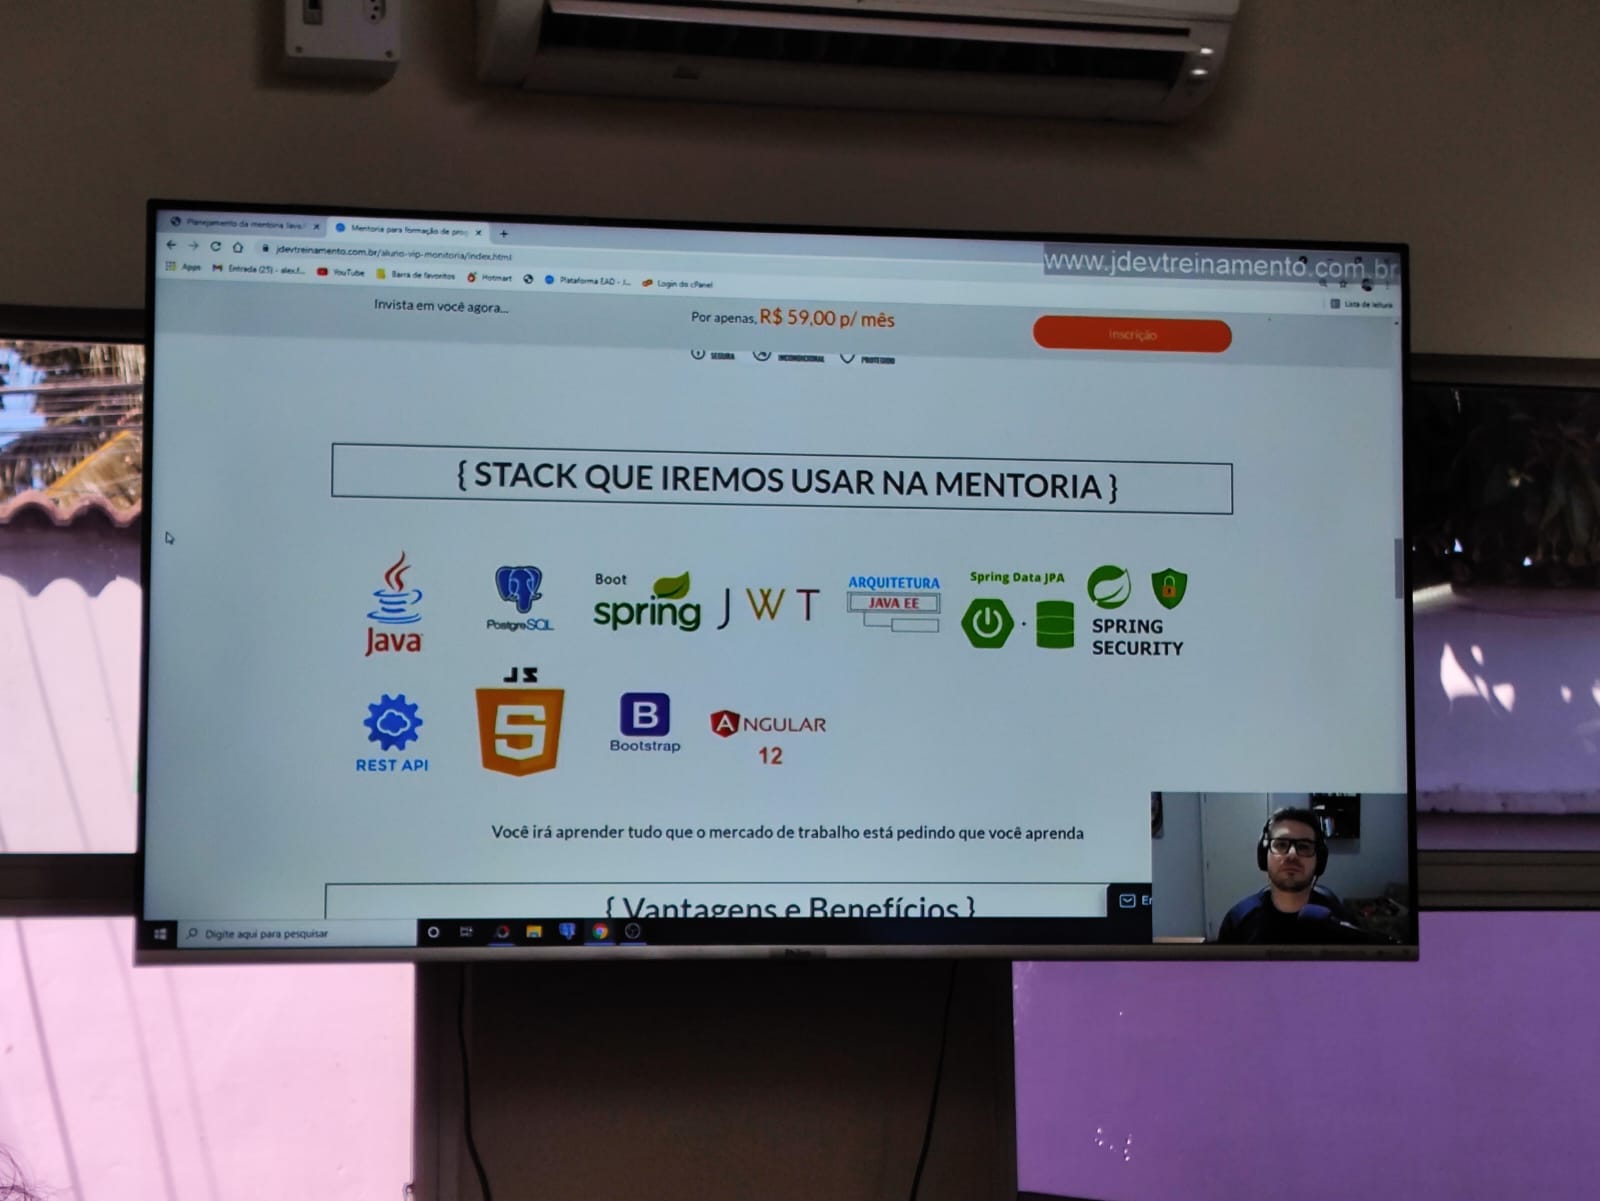 Planejamento da mentoria Java
Mentoria para formação de prog
jdevtreinamento.com.br/aluno-vip-monitoria/index.html
www.jdevtreinamento.com.br
Apps
Entrada (25) - alex.f...
YouTube
Barra de favoritos
Hotmart
Plataforma EAD - J...
Login do cPanel
Lista de leitura
Invista em você agora...
Por apenas, R$ 59,00 p/ mês
Inscrição
SEGURA
INCONDICIONAL
PROTEGIDO
{ STACK QUE IREMOS USAR NA MENTORIA }
Java
PostgreSQL
Boot
spring
JWT
ARQUITETURA
JAVA EE
Spring Data JPA
SPRING
SECURITY
REST API
JS
5
B
Bootstrap
ANGULAR
12
Você irá aprender tudo que o mercado de trabalho está pedindo que você aprenda
{ Vantagens e Benefícios }
Digite aqui para pesquisar